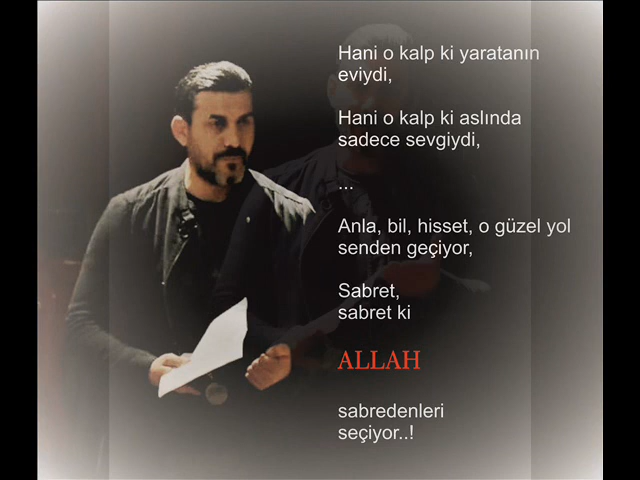 Hani o kalp ki yaratanın
eviydi,
Hani o kalp ki aslında
sadece sevgiydi,
...
Anla, bil, hisset, o güzel yol
senden geçiyor,
Sabret,
sabret ki
ALLAH
sabredenleri
seçiyor..!